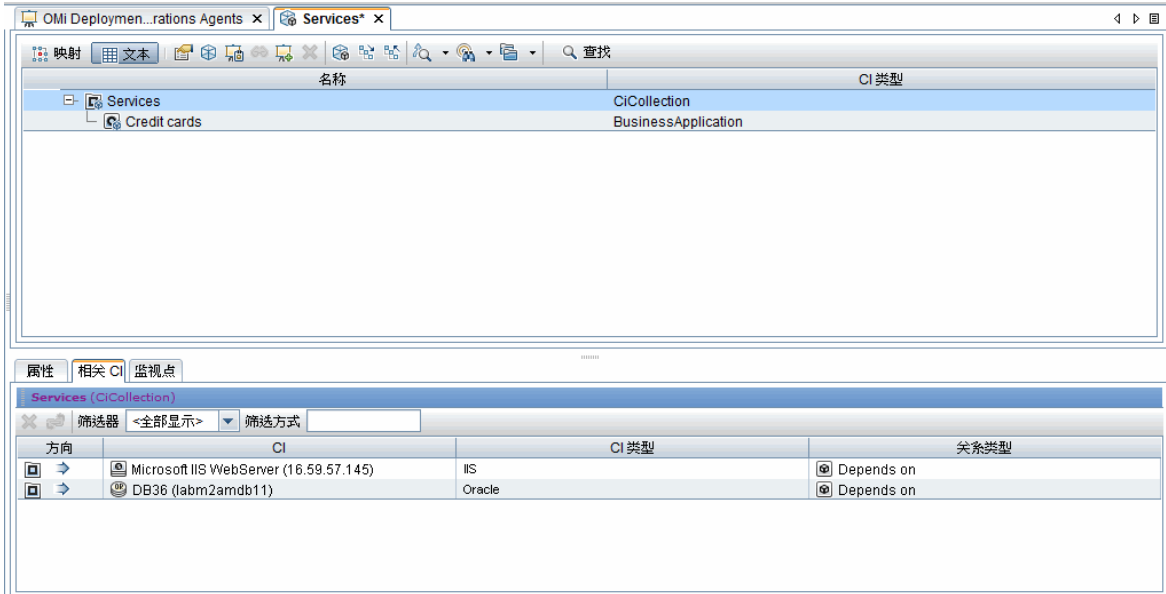 OMi Deploymen...rations Agents Services*
映射 文本 查找
名称 CI 类型
Services CiCollection
Credit cards BusinessApplication
属性 相关 CI 监视点
Services (CiCollection)
筛选器 <全部显示> 筛选方式
方向 CI CI 类型 关系类型
Microsoft IIS WebServer (16.59.57.145) IIS Depends on
DB36 (labm2amdb11) Oracle Depends on